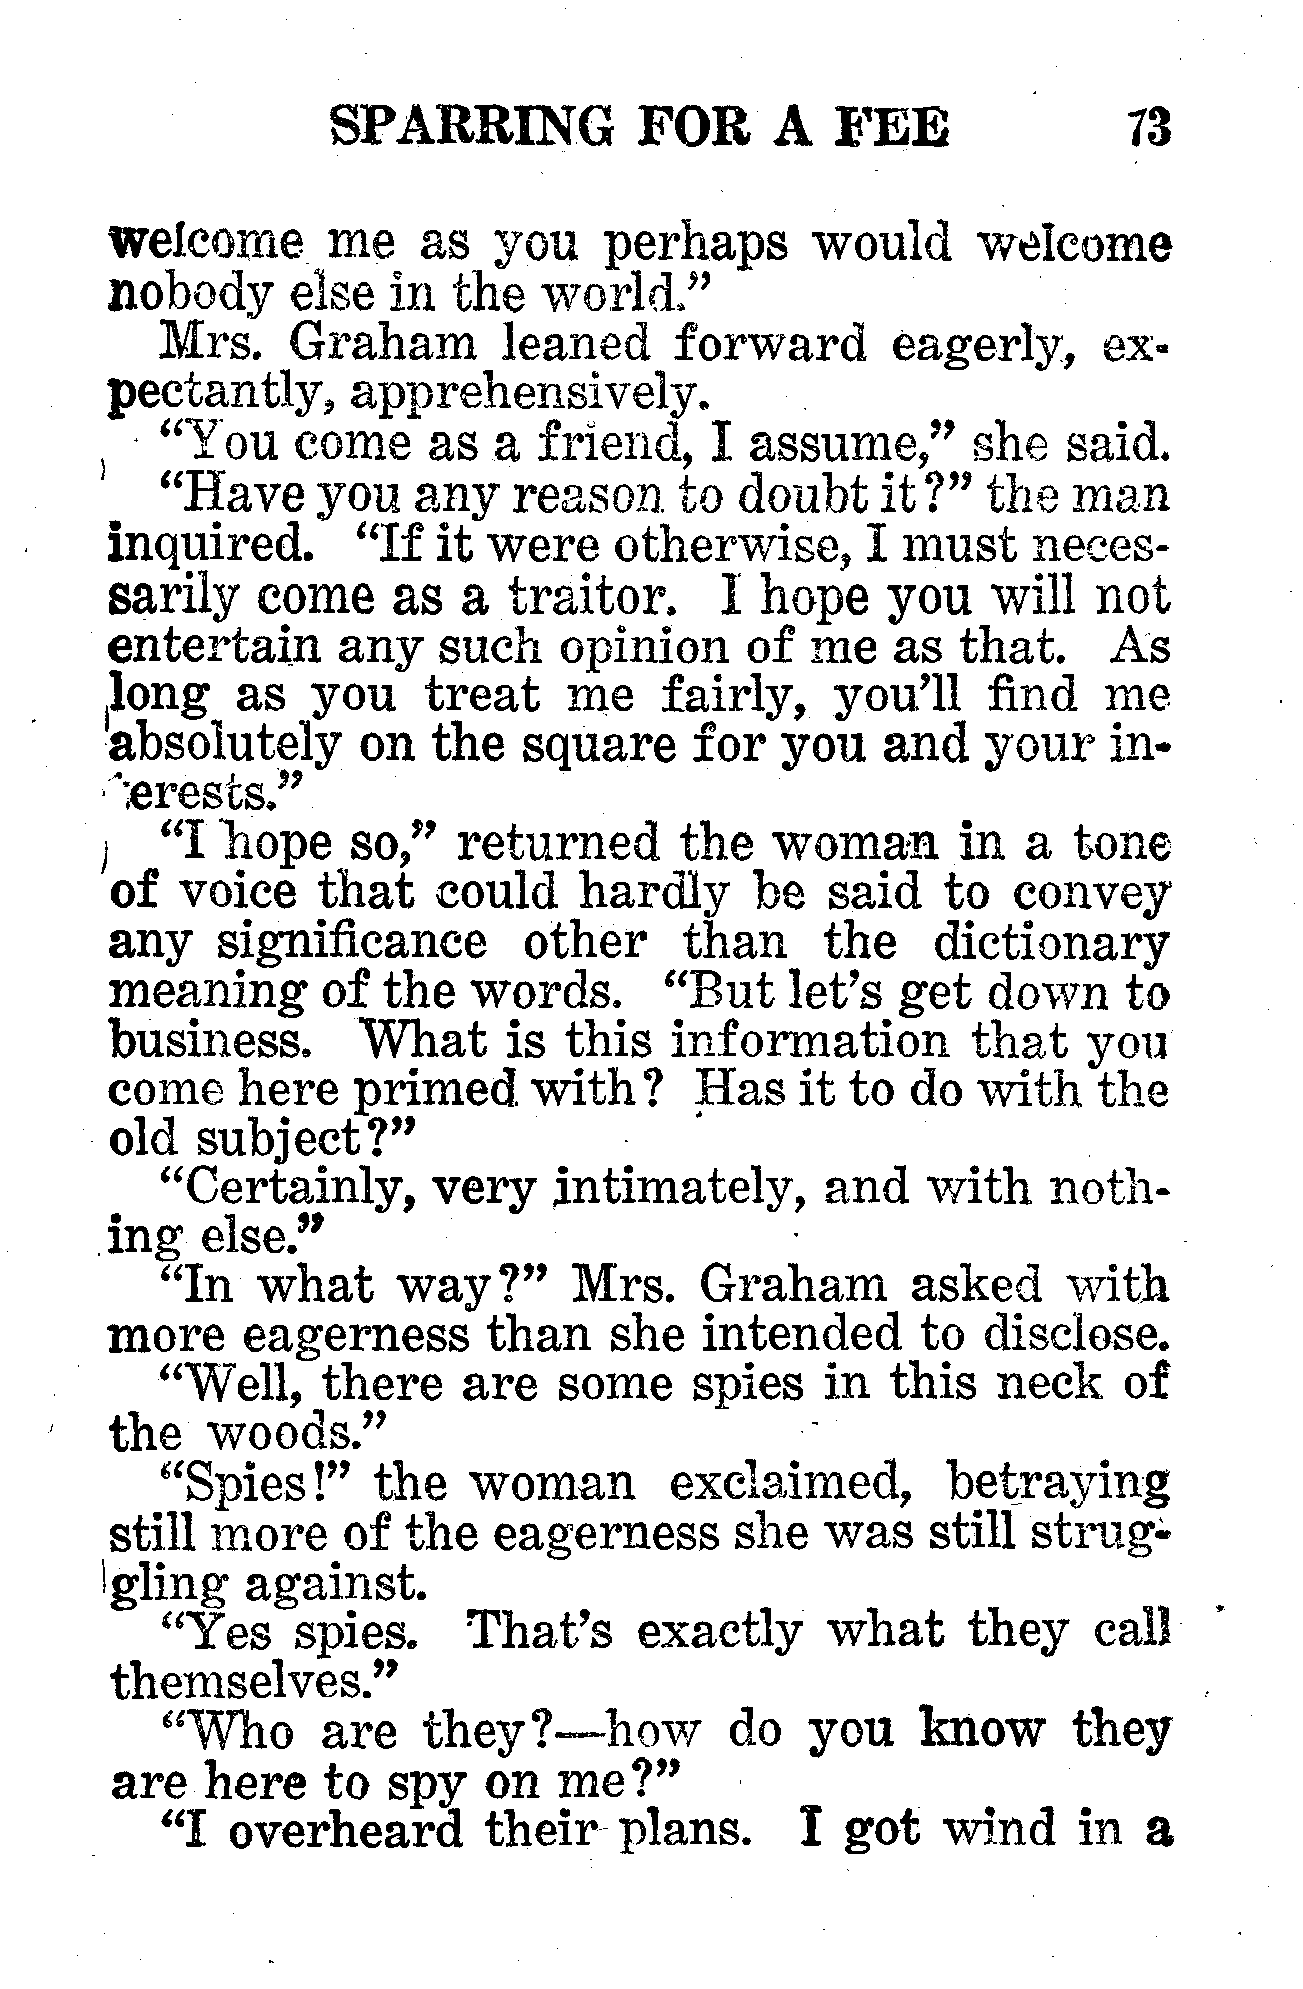 SPARRING FOR A FEE 73
welcome me as you perhaps would welcome
nobody else in the world.”
Mrs. Graham leaned forward eagerly, ex-
pectantly, apprehensively.
“You come as a friend, I assume,” she said.
“Have you any reason to doubt it?” the man
inquired. “If it were otherwise, I must neces-
sarily come as a traitor. I hope you will not
entertain any such opinion of me as that. As
long as you treat me fairly, you’ll find me
absolutely on the square for you and your in-
terests.”
“I hope so,” returned the woman in a tone
of voice that could hardly be said to convey
any significance other than the dictionary
meaning of the words. “But let’s get down to
business. What is this information that you
come here primed with? Has it to do with the
old subject?”
“Certainly, very intimately, and with noth-
ing else.”
“In what way?” Mrs. Graham asked with
more eagerness than she intended to disclose.
“Well, there are some spies in this neck of
the woods.”
“Spies!” the woman exclaimed, betraying
still more of the eagerness she was still strug-
gling against.
“Yes spies. That’s exactly what they call
themselves.”
“Who are they?—how do you know they
are here to spy on me?”
“I overheard their plans. I got wind in a